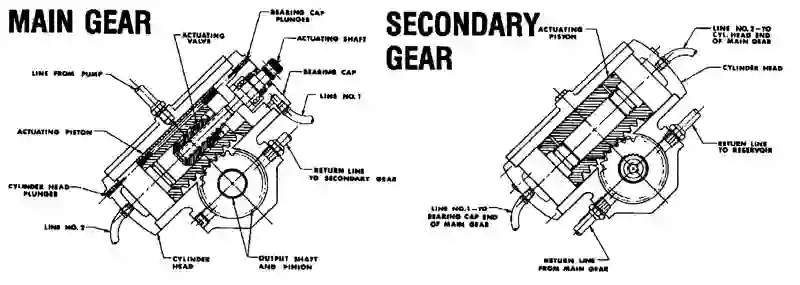 MAIN GEAR
BEARING CAP
PLUNGER
ACTUATING
VALVE
ACTUATING SHAFT
LINE FROM PUMP
BEARING CAP
LINE NO. 1
ACTUATING PISTON
RETURN LINE
TO SECONDARY GEAR
CYLINDER HEAD
PLUNGER
LINE NO. 2
CYLINDER
HEAD
OUTPUT SHAFT
AND PINION
SECONDARY
GEAR
ACTUATING
PISTON
LINE NO. 2-TO
CYL. HEAD END
OF MAIN GEAR
CYLINDER HEAD
RETURN LINE
TO RESERVOIR
LINE NO. 1-TO
BEARING CAP END
OF MAIN GEAR
RETURN LINE
FROM MAIN GEAR